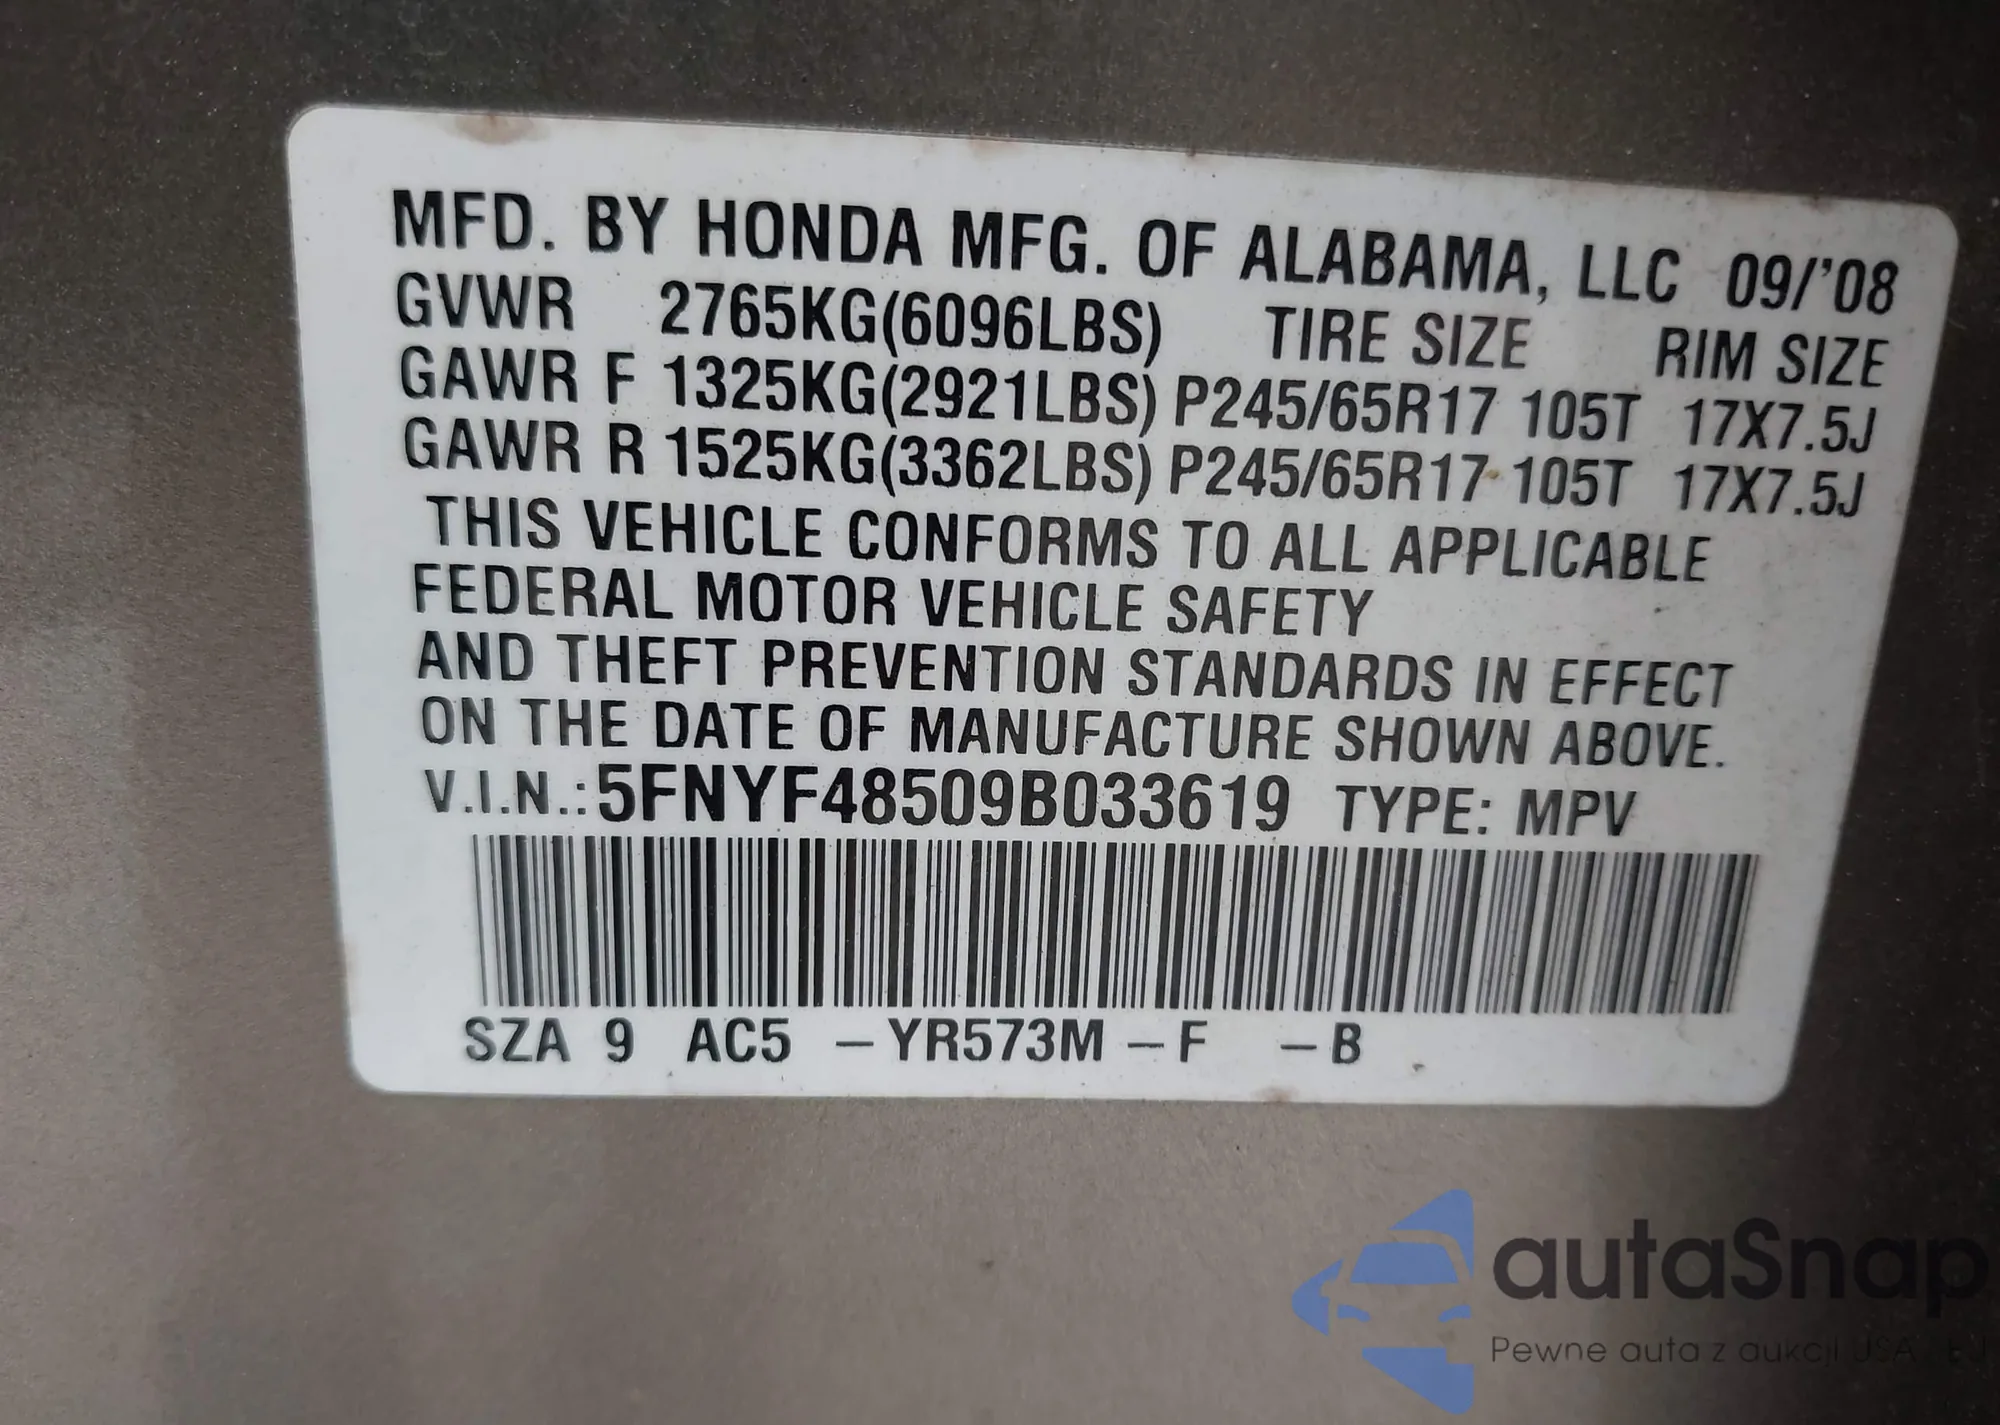 MFD. BY HONDA MFG. OF ALABAMA, LLC 09/'08
GVWR 2765KG(6096LBS) TIRE SIZE RIM SIZE
GAWR F 1325KG(2921LBS) P245/65R17 105T 17X7.5J
GAWR R 1525KG(3362LBS) P245/65R17 105T 17X7.5J
THIS VEHICLE CONFORMS TO ALL APPLICABLE
FEDERAL MOTOR VEHICLE SAFETY
AND THEFT PREVENTION STANDARDS IN EFFECT
ON THE DATE OF MANUFACTURE SHOWN ABOVE.
V.I.N.: 5FNYF48509B033619 TYPE: MPV
SZA 9 AC5 –YR573M –F –B
autaSnap
Pewne auta z aukcji USA